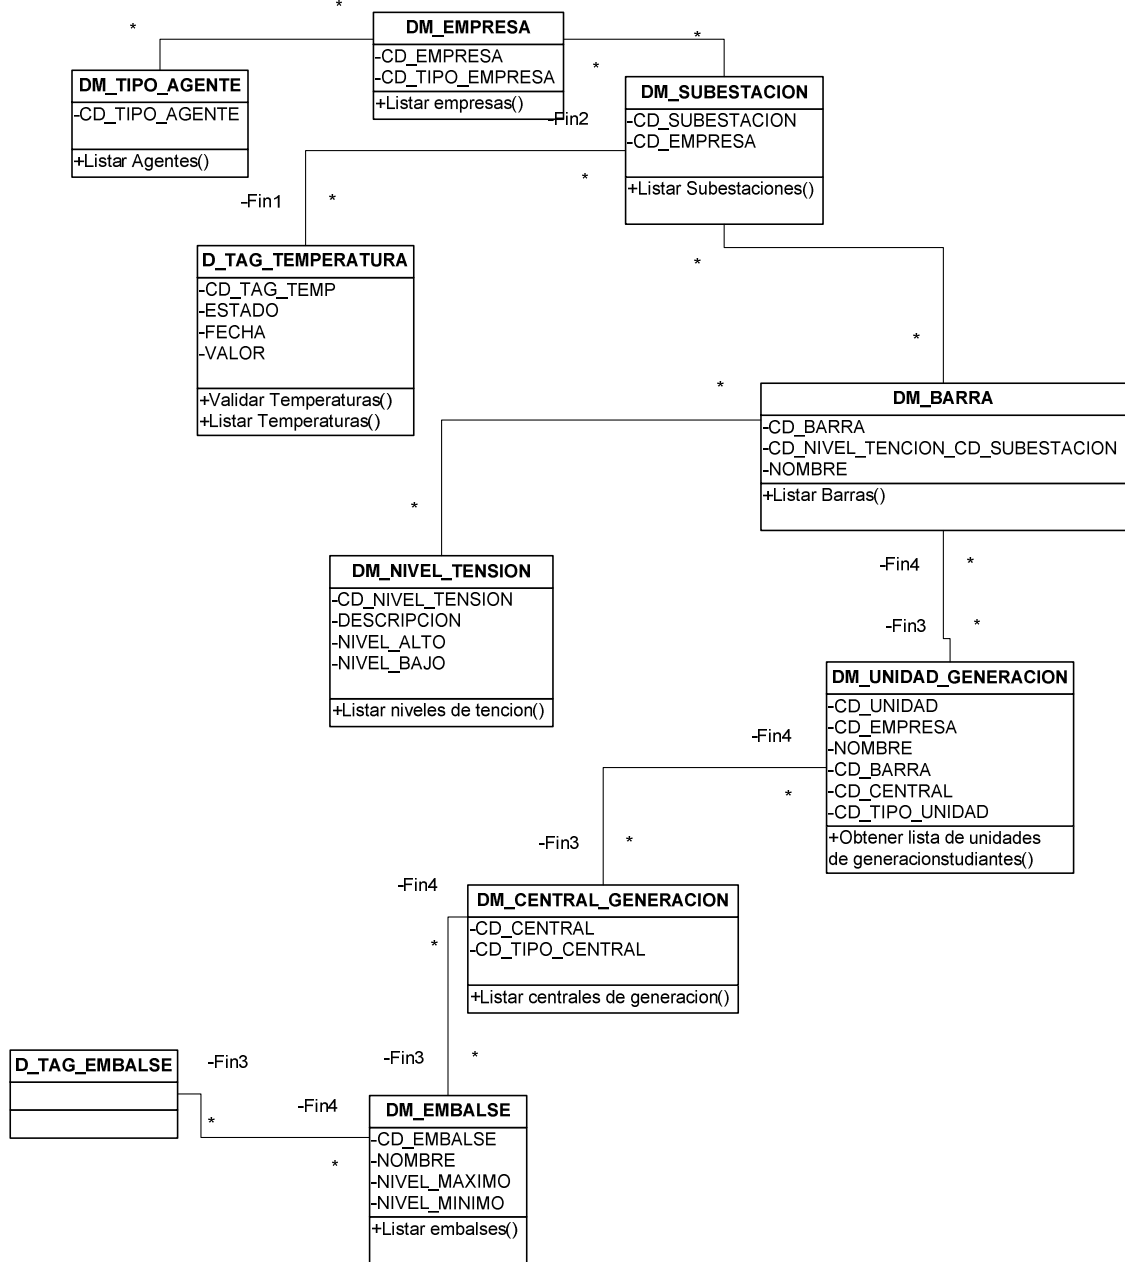 *
*
DM_EMPRESA
-CD_EMPRESA
-CD_TIPO_EMPRESA
+Listar empresas()
*
*
-Fin2
DM_TIPO_AGENTE
-CD_TIPO_AGENTE
+Listar Agentes()
DM_SUBESTACION
-CD_SUBESTACION
-CD_EMPRESA
+Listar Subestaciones()
*
-Fin1
*
D_TAG_TEMPERATURA
-CD_TAG_TEMP
-ESTADO
-FECHA
-VALOR
+Validar Temperaturas()
+Listar Temperaturas()
*
*
*
DM_BARRA
-CD_BARRA
-CD_NIVEL_TENCION_CD_SUBESTACION
-NOMBRE
+Listar Barras()
*
DM_NIVEL_TENSION
-CD_NIVEL_TENSION
-DESCRIPCION
-NIVEL_ALTO
-NIVEL_BAJO
+Listar niveles de tencion()
-Fin4
*
-Fin3
*
DM_UNIDAD_GENERACION
-CD_UNIDAD
-CD_EMPRESA
-NOMBRE
-CD_BARRA
-CD_CENTRAL
-CD_TIPO_UNIDAD
+Obtener lista de unidades
de generacionstudiantes()
-Fin4
*
-Fin3
*
DM_CENTRAL_GENERACION
-CD_CENTRAL
-CD_TIPO_CENTRAL
+Listar centrales de generacion()
-Fin4
*
-Fin3
*
D_TAG_EMBALSE
-Fin3
*
-Fin4
*
DM_EMBALSE
-CD_EMBALSE
-NOMBRE
-NIVEL_MAXIMO
-NIVEL_MINIMO
+Listar embalses()